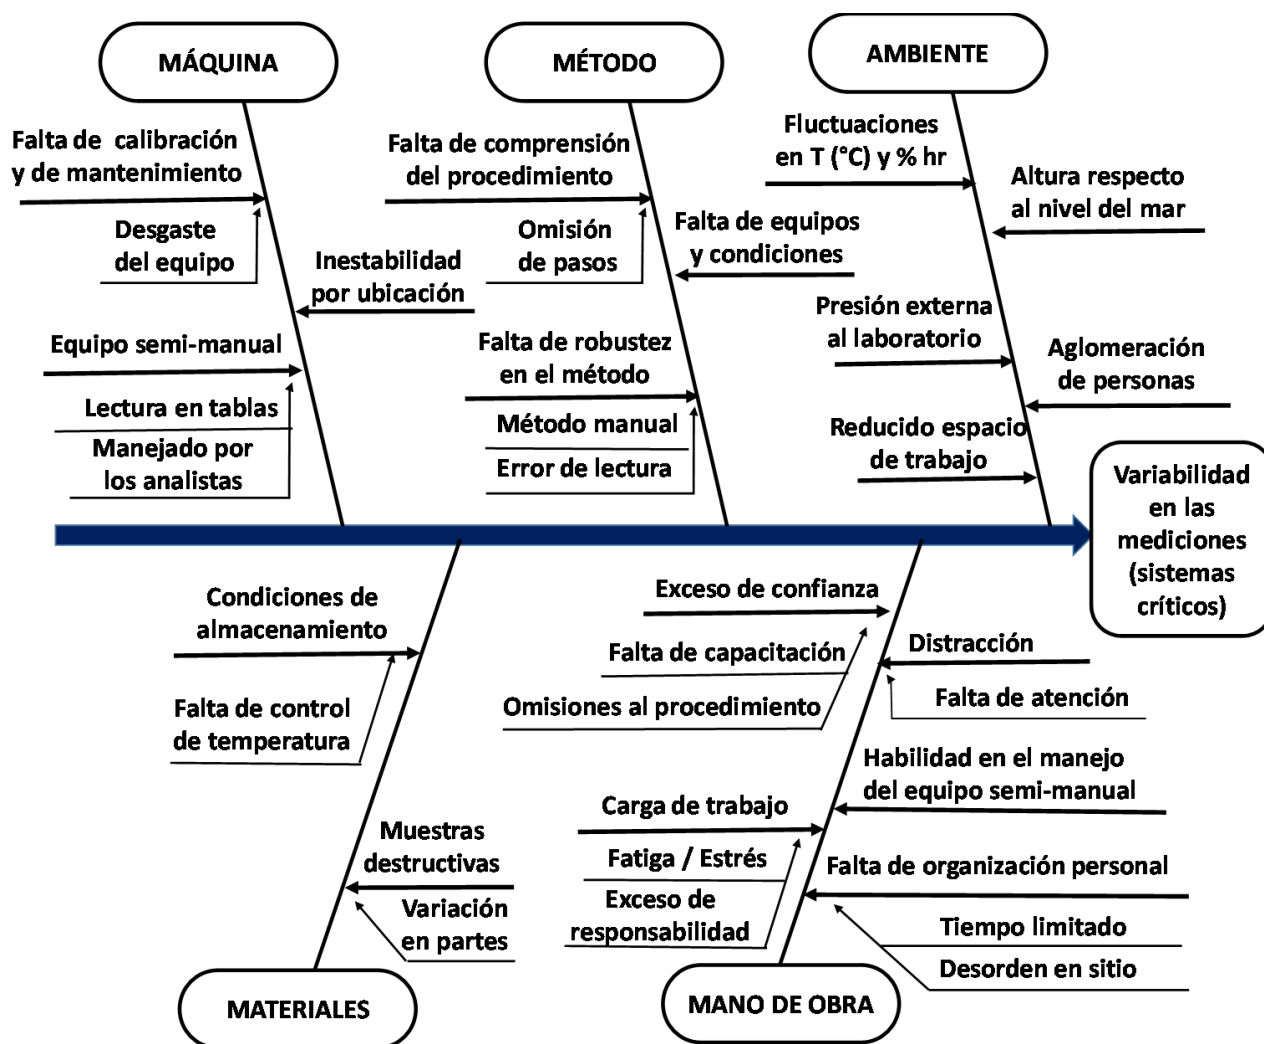 MÁQUINA
Falta de calibración
y de mantenimiento
Desgaste
del equipo
Inestabilidad
por ubicación
Equipo semi-manual
Lectura en tablas
Manejado por
los analistas
MÉTODO
Falta de comprensión
del procedimiento
Omisión
de pasos
Falta de equipos
y condiciones
Falta de robustez
en el método
Método manual
Error de lectura
AMBIENTE
Fluctuaciones
en T (°C) y % hr
Altura respecto
al nivel del mar
Presión externa
al laboratorio
Aglomeración
de personas
Reducido espacio
de trabajo
Variabilidad
en las
mediciones
(sistemas
críticos)
Condiciones de
almacenamiento
Falta de control
de temperatura
Muestras
destructivas
Variación
en partes
MATERIALES
Exceso de confianza
Falta de capacitación
Omisiones al procedimiento
Distracción
Falta de atención
Habilidad en el manejo
del equipo semi-manual
Carga de trabajo
Fatiga / Estrés
Exceso de
responsabilidad
Falta de organización personal
Tiempo limitado
Desorden en sitio
MANO DE OBRA